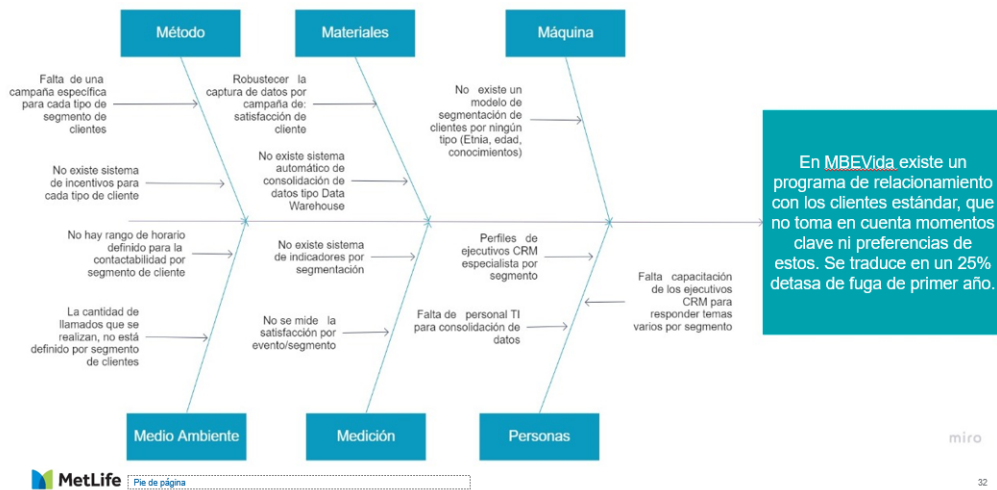 Método
Materiales
Máquina
Falta de una
campaña específica
para cada tipo de
segmento de
clientes
Robustecer la
captura de datos por
campaña de:
satisfacción de
cliente
No existe un
modelo de
segmentación de
clientes por ningún
tipo (Etnia, edad,
conocimientos)
No existe sistema
de incentivos para
cada tipo de cliente
No existe sistema
automático de
consolidación de
datos tipo Data
Warehouse
En MBEVida existe un
programa de relacionamiento
con los clientes estándar, que
no toma en cuenta momentos
clave ni preferencias de
estos. Se traduce en un 25%
detasa de fuga de primer año.
No hay rango de horario
definido para la
contactabilidad por
segmento de cliente
No existe sistema
de indicadores por
segmentación
Perfiles de
ejecutivos CRM
especialista por
segmento
Falta capacitación
de los ejecutivos
CRM para
responder temas
varios por segmento
La cantidad de
llamados que se
realizan, no está
definido por segmento
de clientes
No se mide la
satisfacción por
evento/segmento
Falta de personal TI
para consolidación de
datos
Medio Ambiente
Medición
Personas
miro
MetLife
Pie de página
32